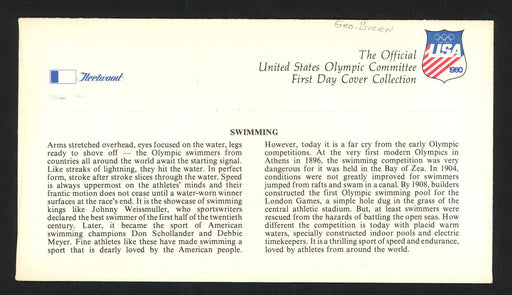 Geo. Breen
The Official
United States Olympic Committee
First Day Cover Collection
USA
1980
Fleetwood
SWIMMING
Arms stretched overhead, eyes focused on the water, legs
ready to shove off — the Olympic swimmers from
countries all around the world await the starting signal.
Like streaks of lightning, they hit the water. In perfect
form, stroke after stroke slices through the water. Speed
is always uppermost on the athletes' minds and their
frantic motion does not cease until a water-worn winner
surfaces at the race's end. It is the showcase of swimming
kings like Johnny Weissmuller, who sportswriters
declared the best swimmer of the first half of the twentieth
century. Later, it became the sport of American
swimming champions Don Schollander and Debbie
Meyer. Fine athletes like these have made swimming a
sport that is dearly loved by the American people.
However, today it is a far cry from the early Olympic
competitions. At the very first modern Olympics in
Athens in 1896, the swimming competition was very
dangerous for it was held in the Bay of Zea. In 1904,
conditions were not greatly improved for swimmers
jumped from rafts and swam in a canal. By 1908, builders
constructed the first Olympic swimming pool for the
London Games, a simple hole dug in the grass of the
central athletic stadium. But, at least swimmers were
rescued from the hazards of battling the open seas. How
different the competition is today with placid warm
waters, specially constructed indoor pools and electric
timekeepers. It is a thrilling sport of speed and endurance,
loved by athletes from around the world.